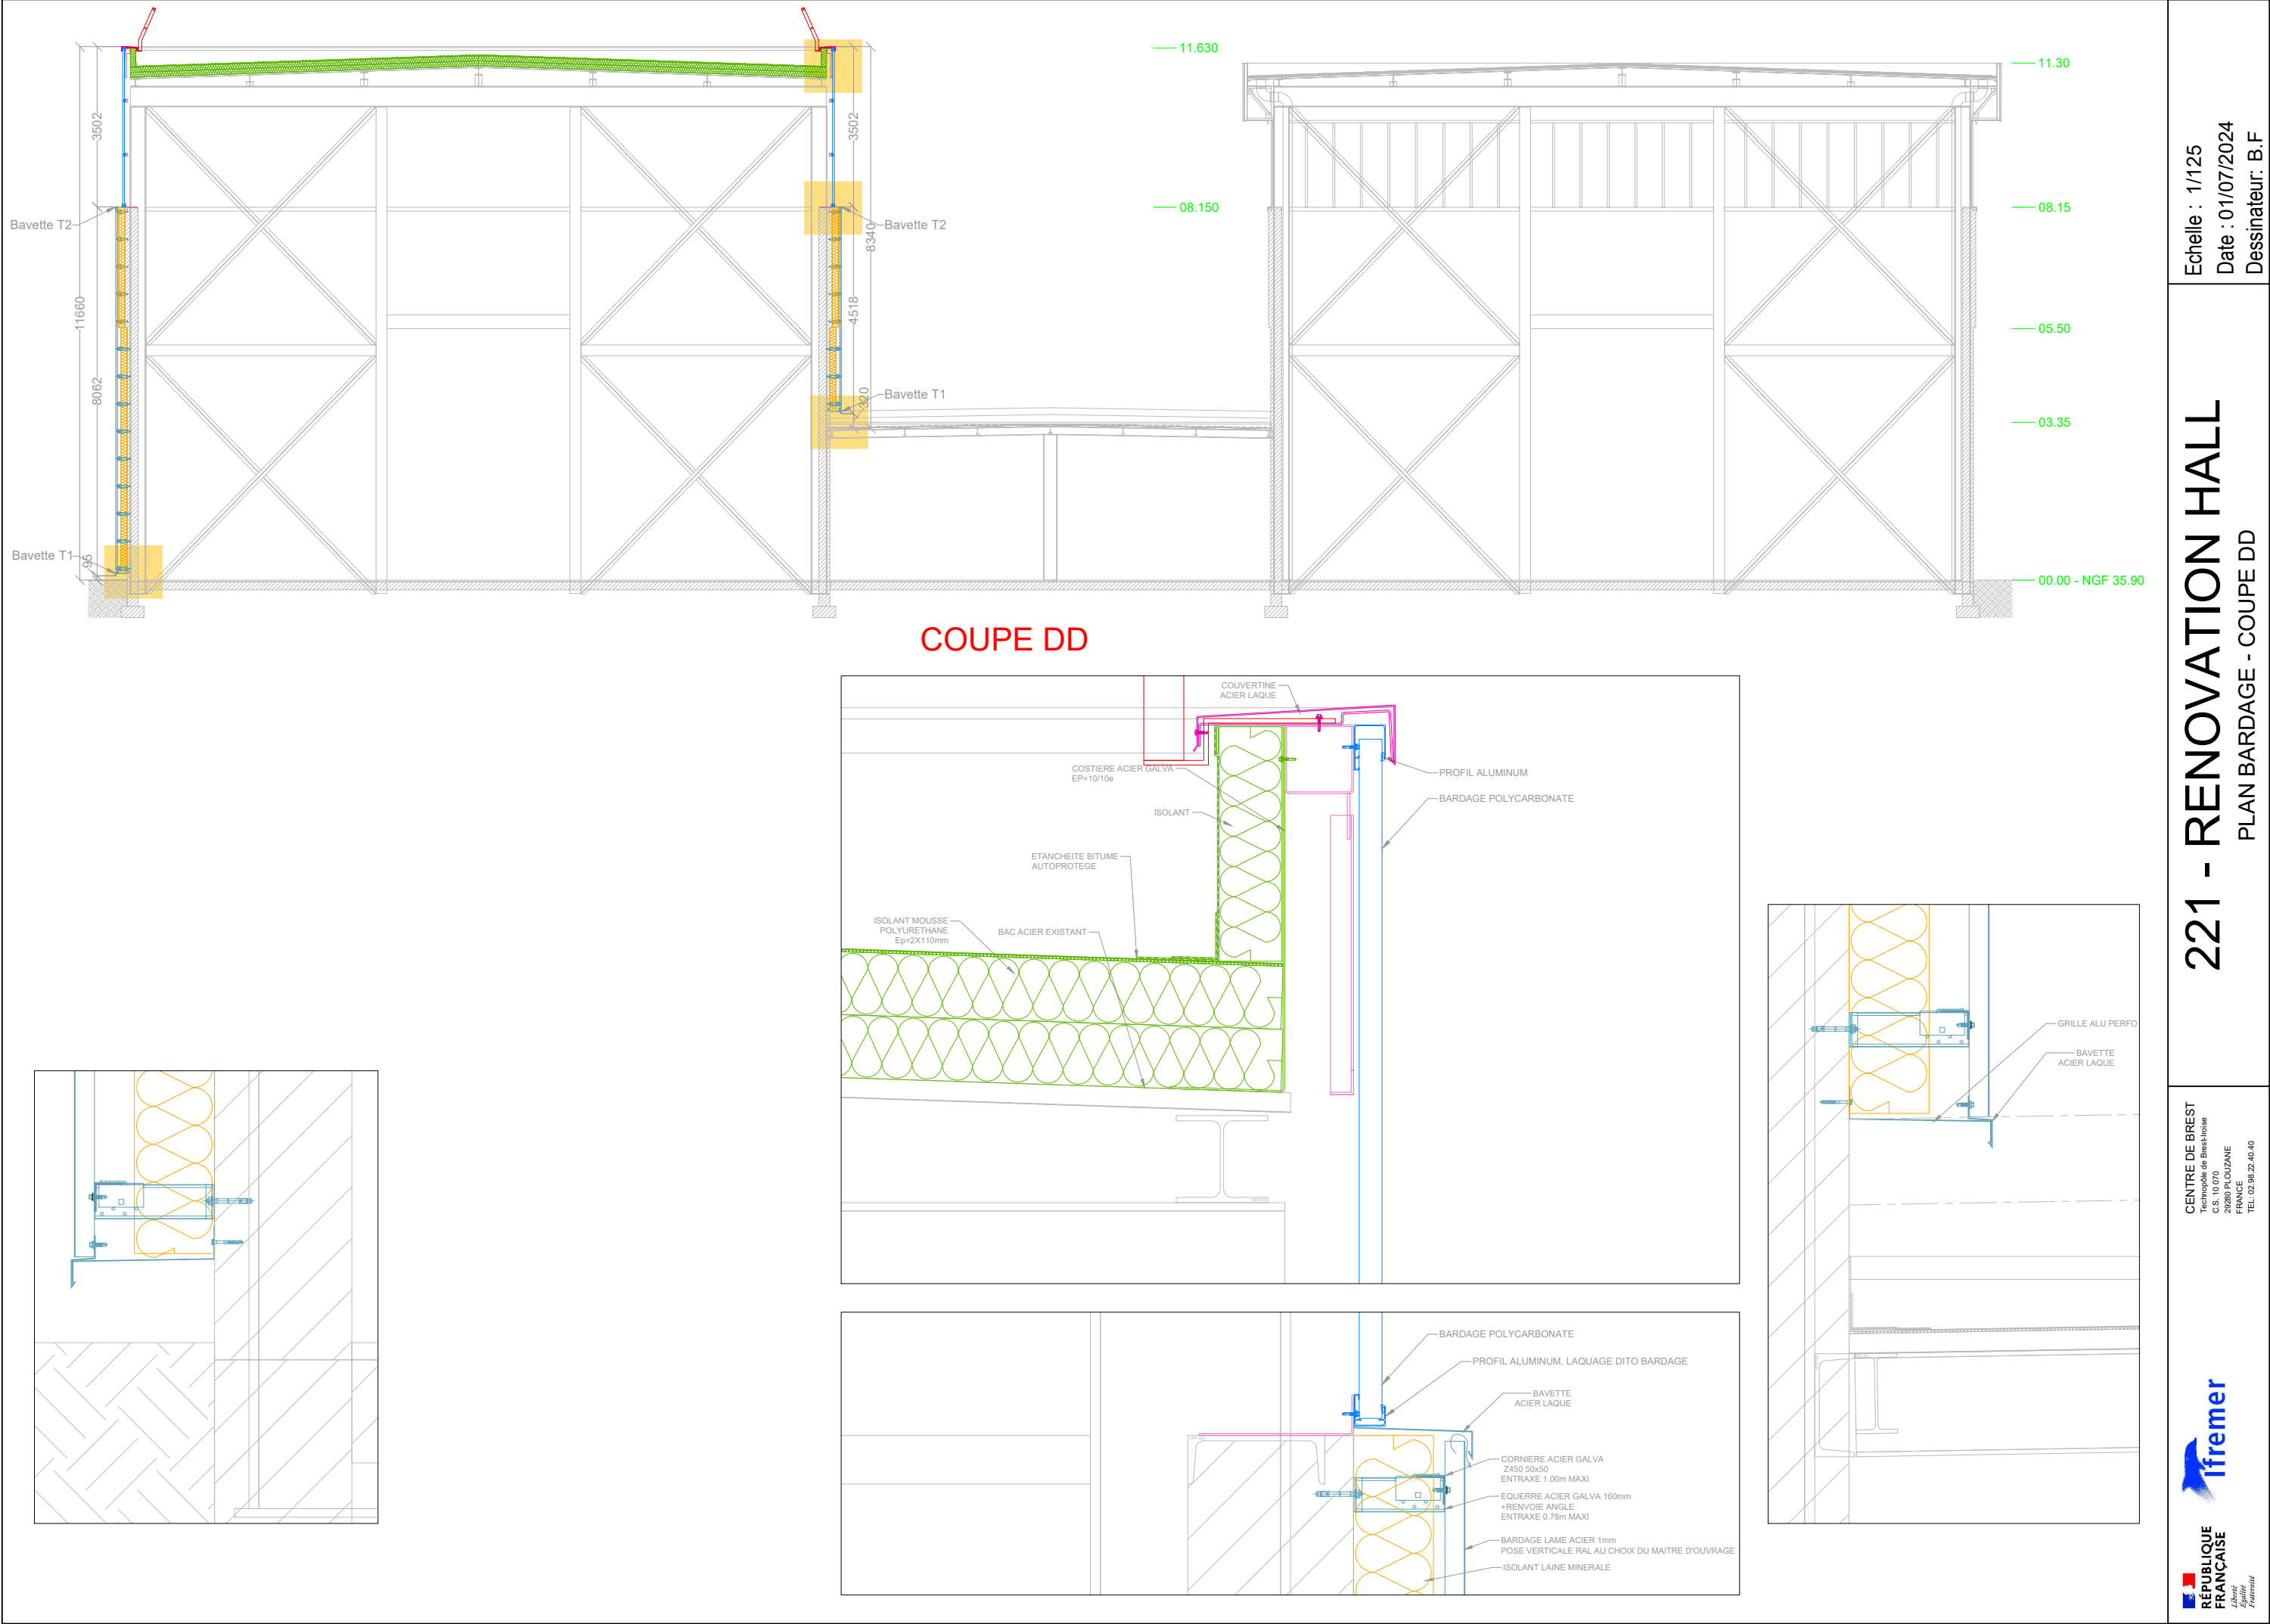 11.630
11.30
3502
3502
08.150
08.15
Bavette T2
Bavette T2
8340
11660
4518
05.50
8062
320
Bavette T1
03.35
Bavette T1
95
00.00 - NGF 35.90
COUPE DD
COUVERTINE
ACIER LAQUE
COSTIERE ACIER GALVA
EP=10/10e
PROFIL ALUMINUM
BARDAGE POLYCARBONATE
ISOLANT
ETANCHEITE BITUME
AUTOPROTEGE
ISOLANT MOUSSE
POLYURETHANE
Ep=2X110mm
BAC ACIER EXISTANT
GRILLE ALU PERFO
BAVETTE
ACIER LAQUE
BARDAGE POLYCARBONATE
PROFIL ALUMINUM, LAQUAGE DITO BARDAGE
BAVETTE
ACIER LAQUE
CORNIERE ACIER GALVA
Z450 50x50
ENTRAXE 1.00m MAXI
EQUERRE ACIER GALVA 160mm
+RENVOIE ANGLE
ENTRAXE 0.78m MAXI
BARDAGE LAME ACIER 1mm
POSE VERTICALE RAL AU CHOIX DU MAITRE D'OUVRAGE
ISOLANT LAINE MINERALE
Echelle : 1/125
Date : 01/07/2024
Dessinateur: B.F
221 - RENOVATION HALL
PLAN BARDAGE - COUPE DD
CENTRE DE BREST
Technopôle de Brest-Iroise
C.S. 10 070
29280 PLOUZANE
FRANCE
TEL: 02.98.22.40.40
Ifremer
RÉPUBLIQUE
FRANÇAISE
Liberté
Égalité
Fraternité